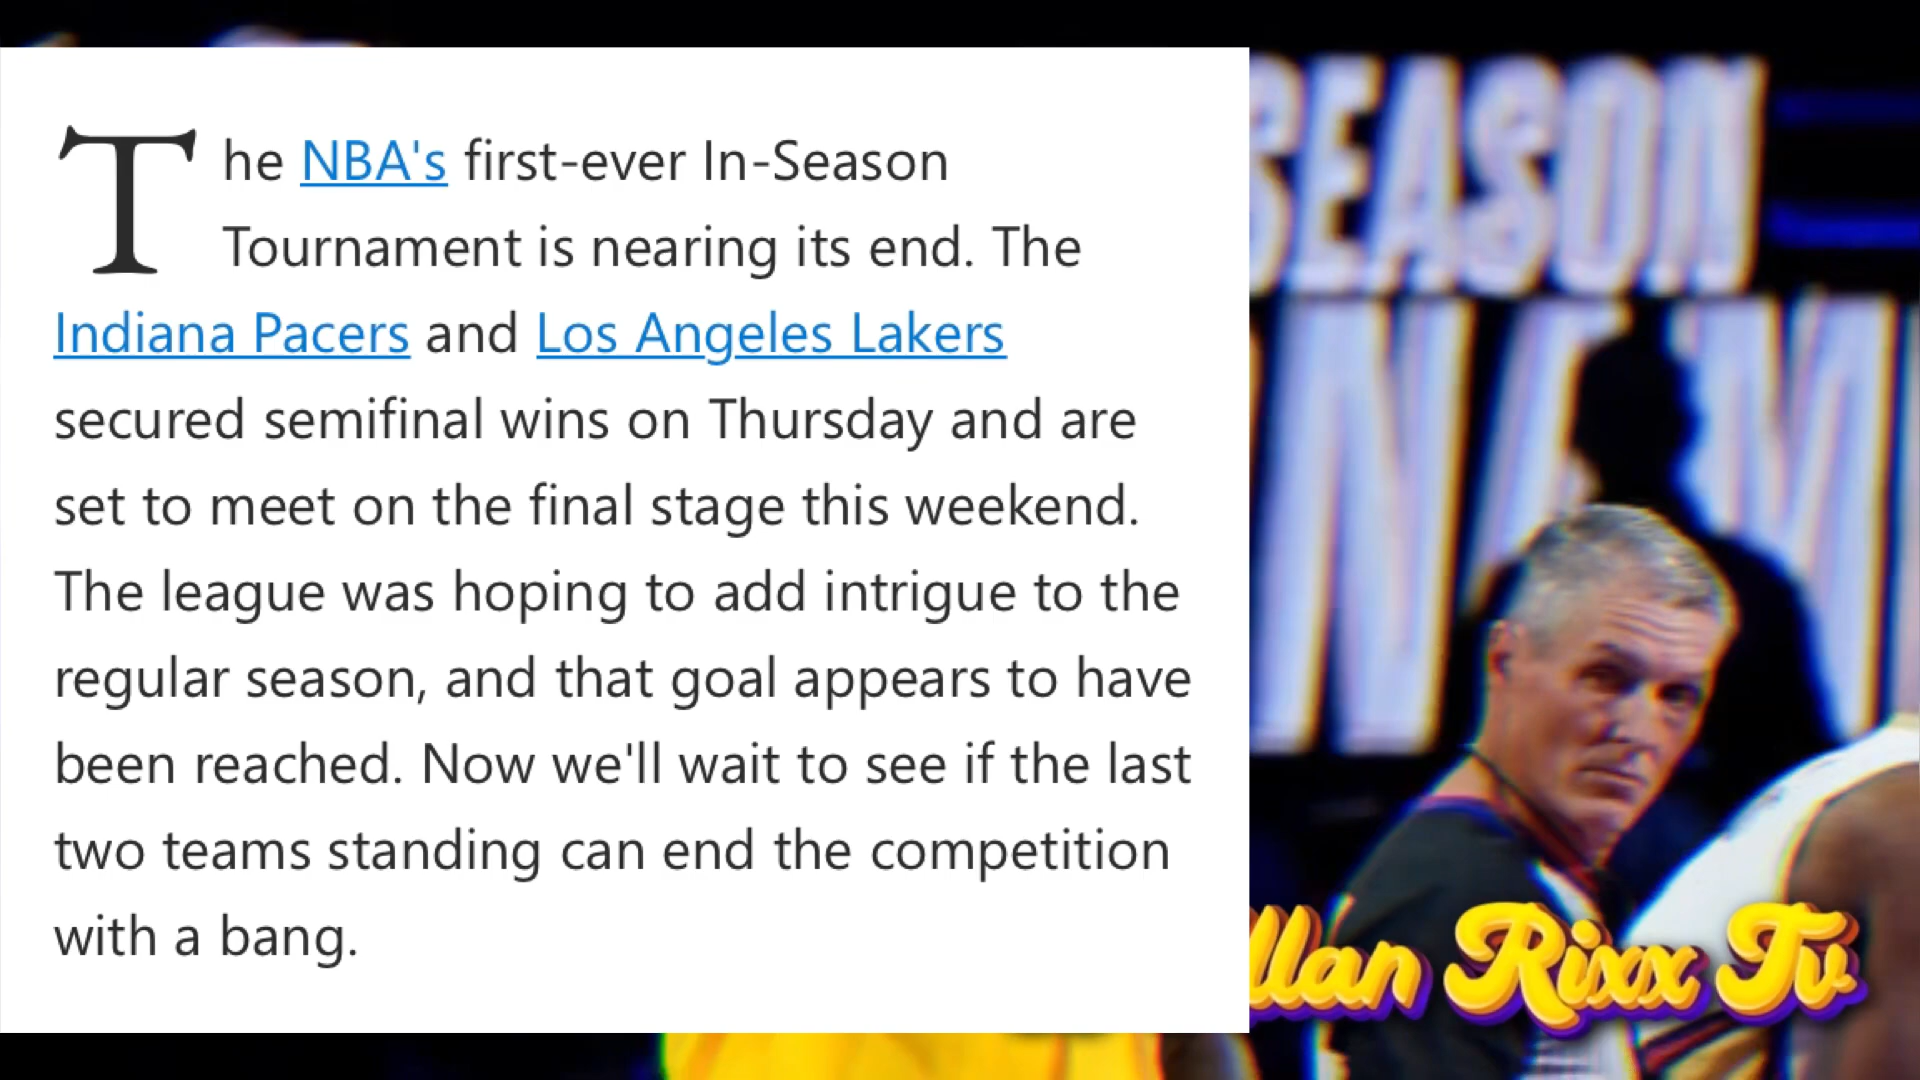 The NBA's first-ever In-Season
Tournament is nearing its end. The
Indiana Pacers and Los Angeles Lakers
secured semifinal wins on Thursday and are
set to meet on the final stage this weekend.
The league was hoping to add intrigue to the
regular season, and that goal appears to have
been reached. Now we'll wait to see if the last
two teams standing can end the competition
with a bang.
SEASON
Rixx Tv